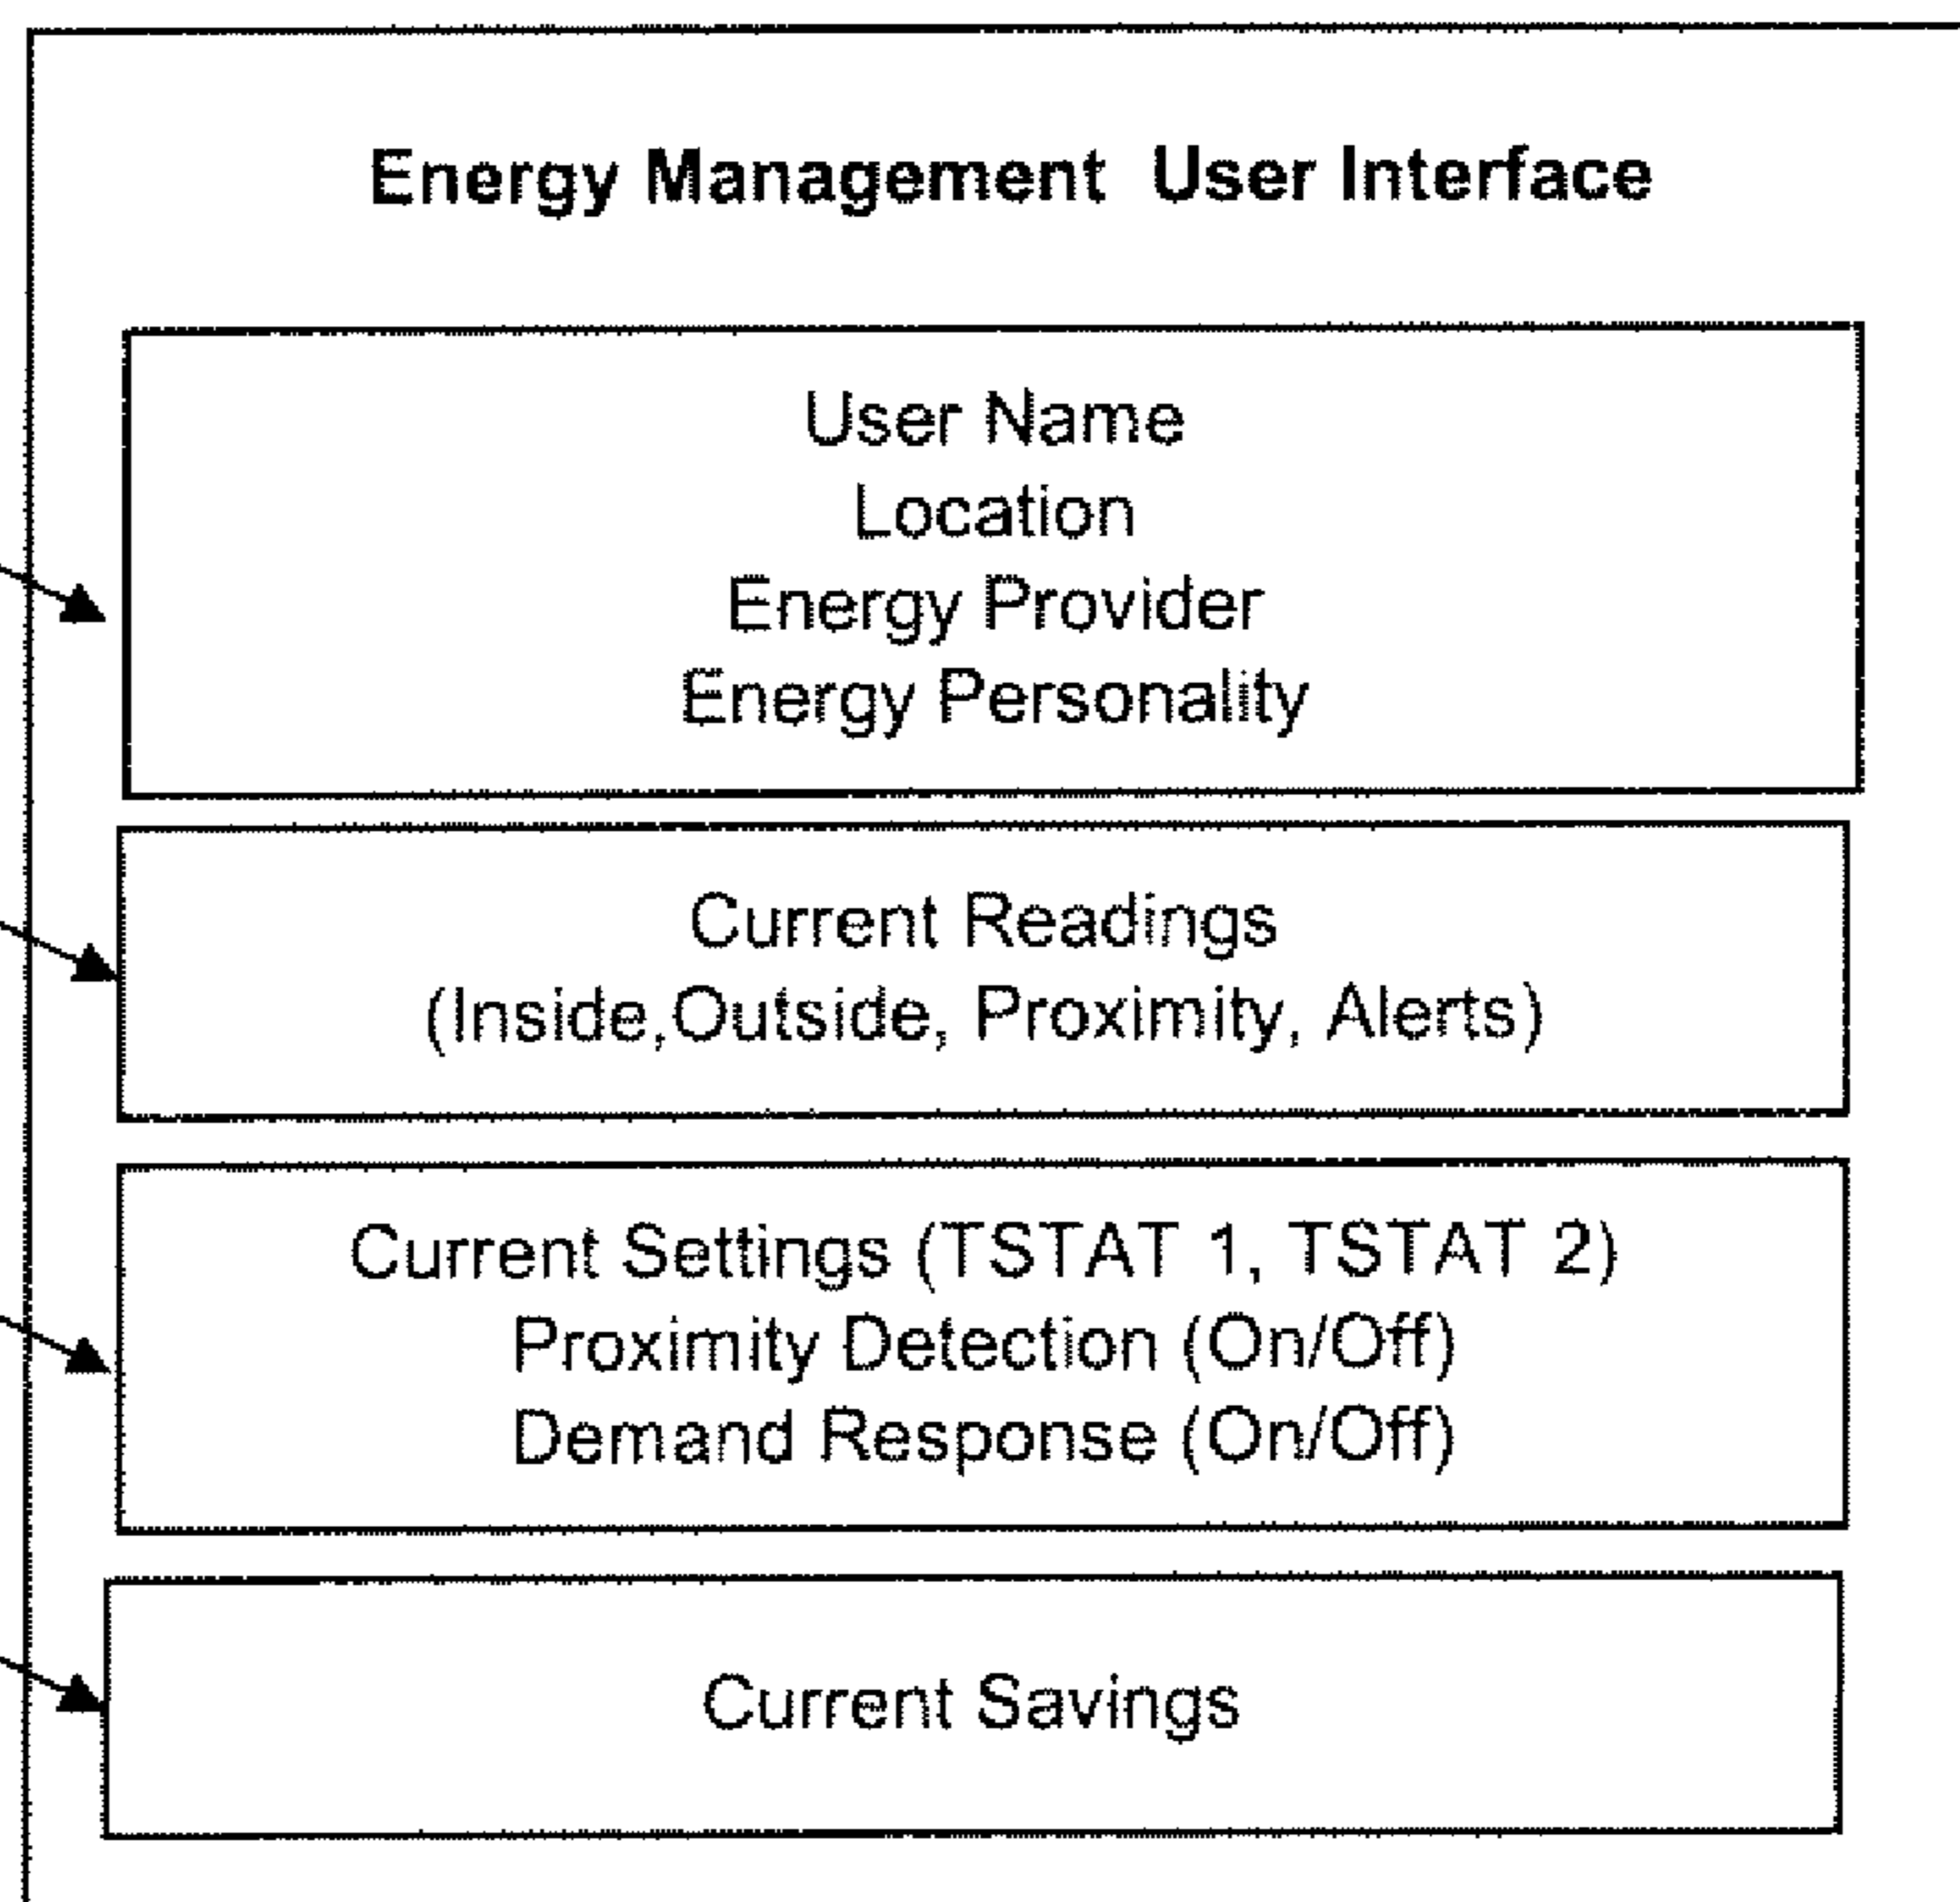 Energy Management User Interface
User Name
Location
Energy Provider
Energy Personality
Current Readings
(Inside,Outside, Proximity, Alerts)
Current Settings (TSTAT 1, TSTAT 2)
Proximity Detection (On/Off)
Demand Response (On/Off)
Current Savings